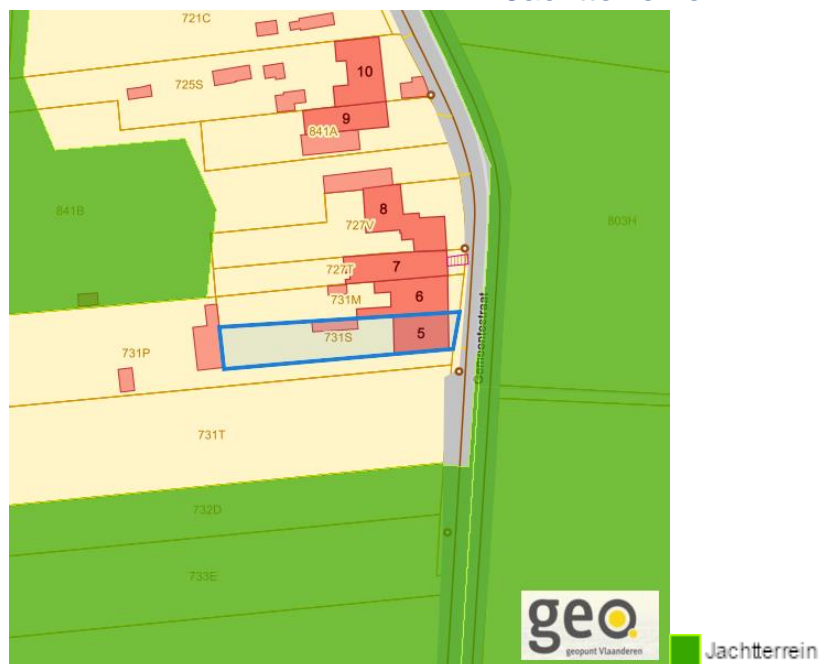 721C
10
725S
9
841A
8
841B
803H
727V
727T
7
731M
6
Gemeentestraat
731S
5
731P
731T
732D
733E
geo.
geopunt Vlaanderen
Jachtterrein